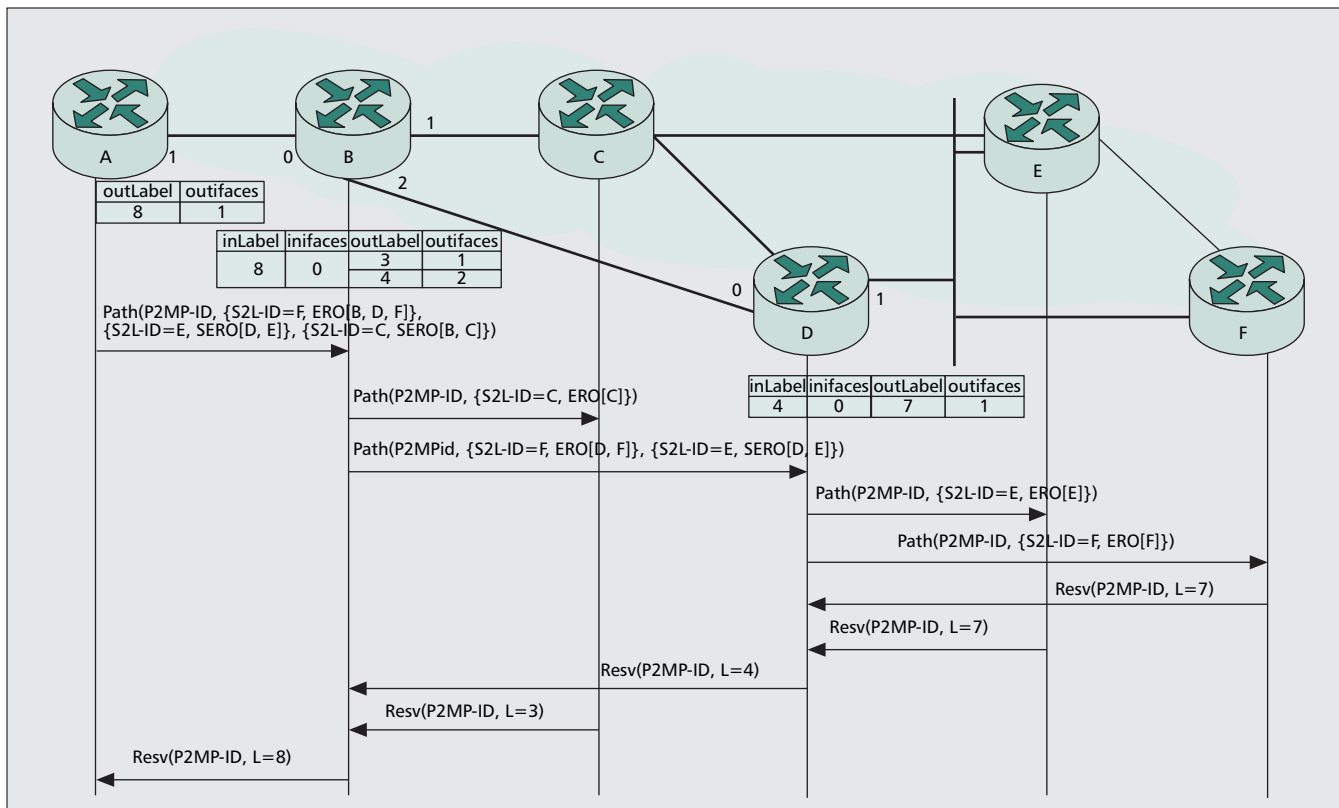 A
1
0
B
1
2
C
E
0
D
1
F
outLabel outifaces
8 1
inLabel inifaces outLabel outifaces
8 0 3 1
4 2
inLabel inifaces outLabel outifaces
4 0 7 1
Path(P2MP-ID, {S2L-ID=F, ERO[B, D, F]},
{S2L-ID=E, SERO[D, E]}, {S2L-ID=C, SERO[B, C]})
Path(P2MP-ID, {S2L-ID=C, ERO[C]})
Path(P2MPid, {S2L-ID=F, ERO[D, F]}, {S2L-ID=E, SERO[D, E]})
Path(P2MP-ID, {S2L-ID=E, ERO[E]})
Path(P2MP-ID, {S2L-ID=F, ERO[F]})
Resv(P2MP-ID, L=7)
Resv(P2MP-ID, L=7)
Resv(P2MP-ID, L=4)
Resv(P2MP-ID, L=3)
Resv(P2MP-ID, L=8)